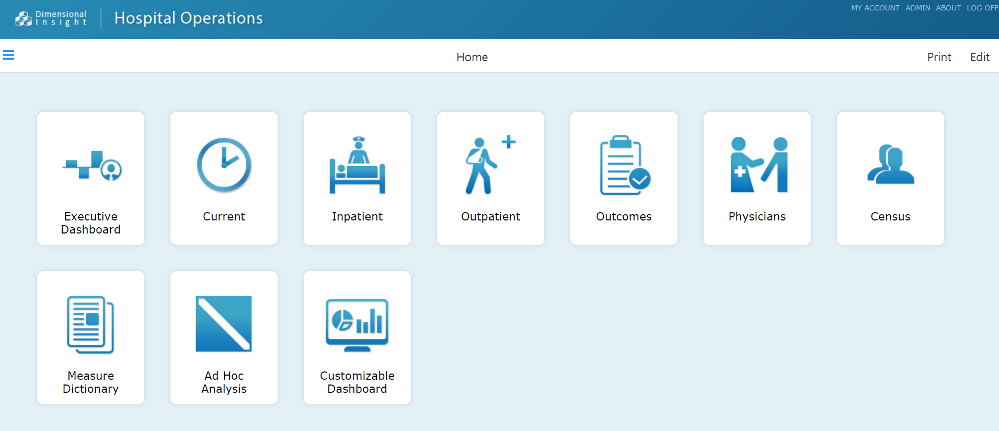 Dimensional
Insight
Hospital Operations
MY ACCOUNT ADMIN ABOUT LOG OFF
Home
Print
Edit
Executive
Dashboard
Current
Inpatient
Outpatient
Outcomes
Physicians
Census
Measure
Dictionary
Ad Hoc
Analysis
Customizable
Dashboard